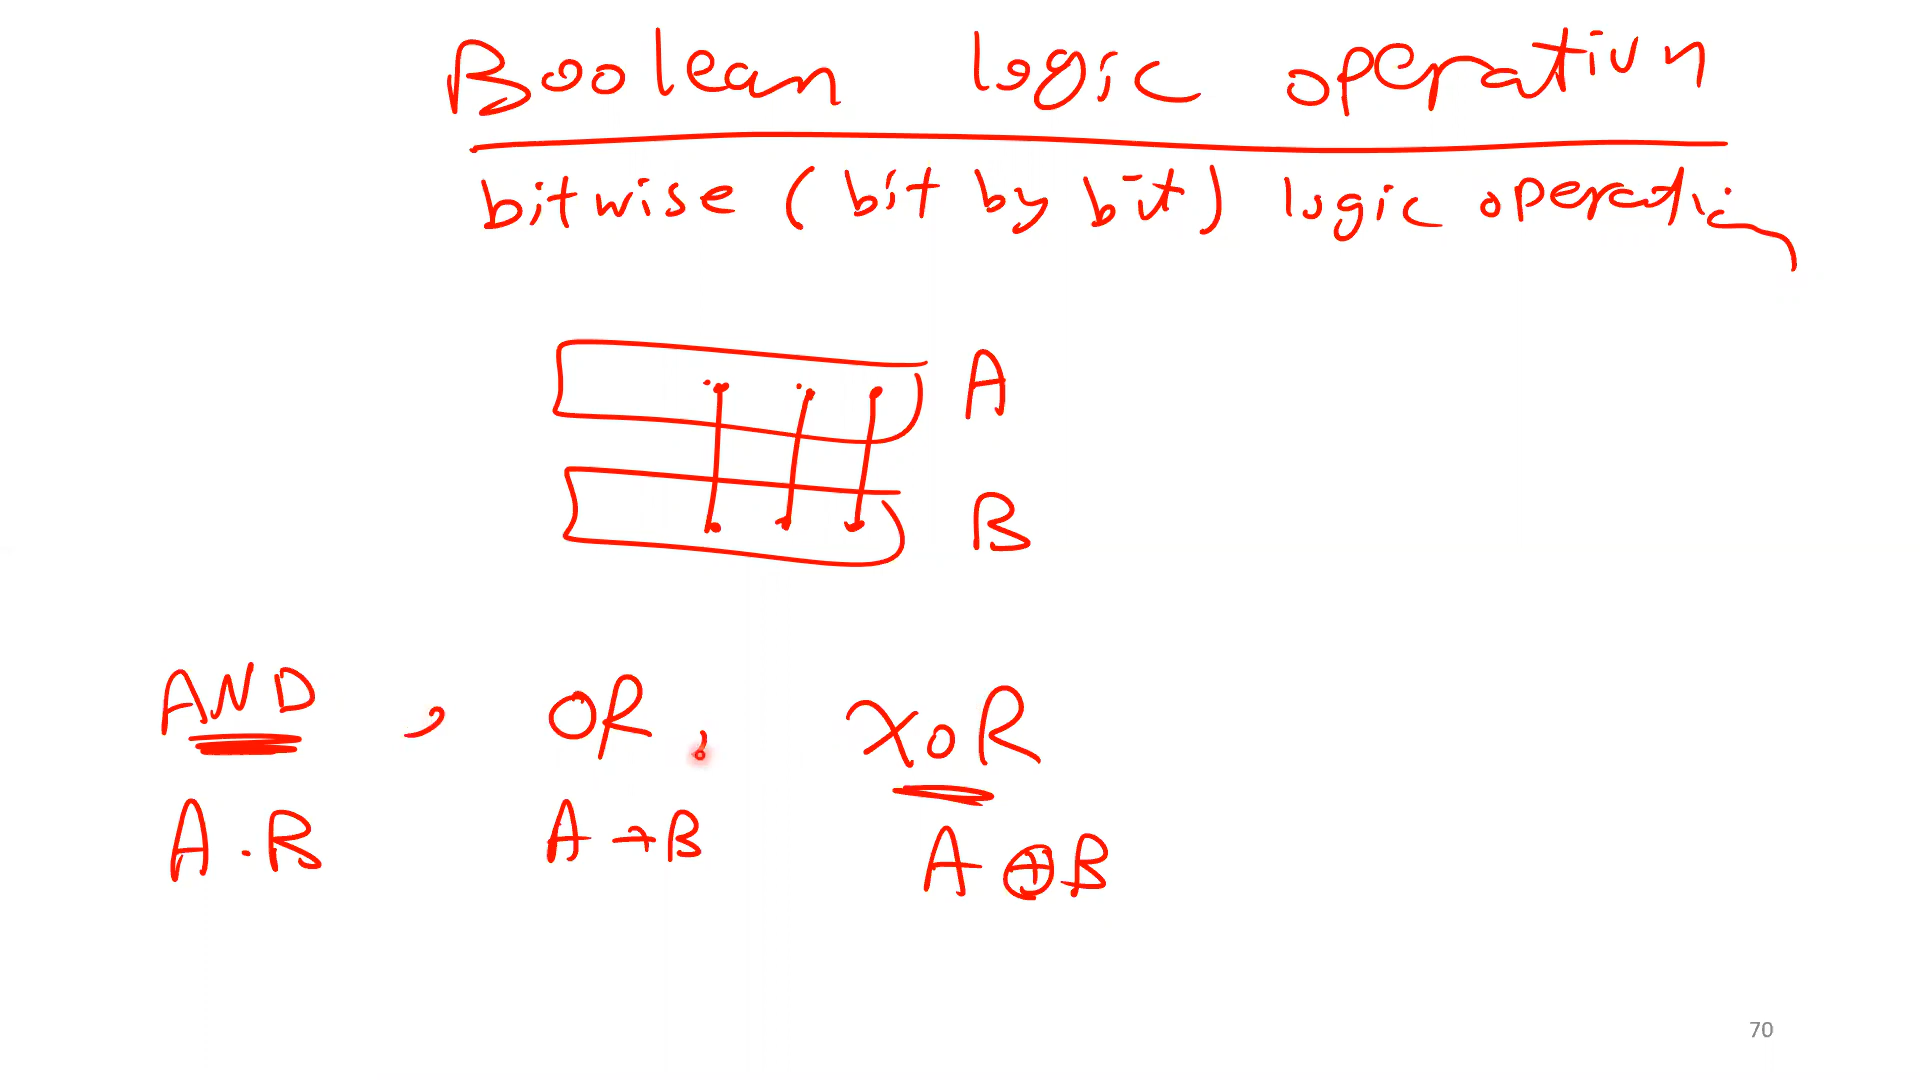 Boolean logic operation
bitwise (bit by bit) logic operation
A
B
AND , OR , XOR
A . B A + B A ⊕ B
70